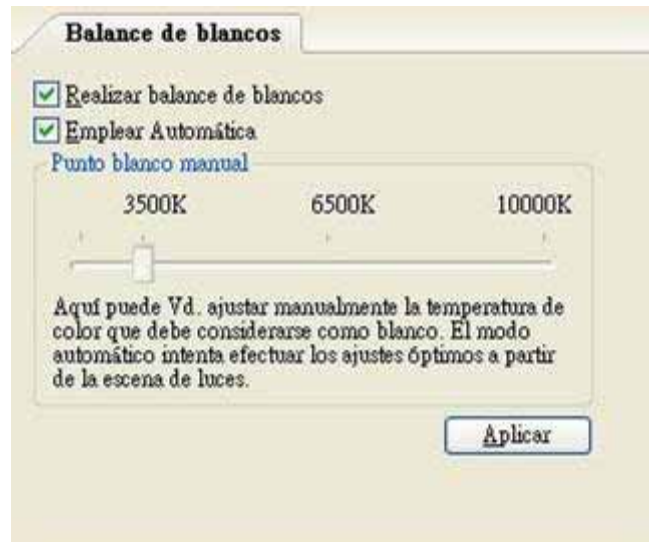 Balance de blancos
Realizar balance de blancos
Emplear Automática
Punto blanco manual
3500K 6500K 10000K
Aquí puede Vd. ajustar manualmente la temperatura de
color que debe considerarse como blanco. El modo
automático intenta efectuar los ajustes óptimos a partir
de la escena de luces.
Aplicar